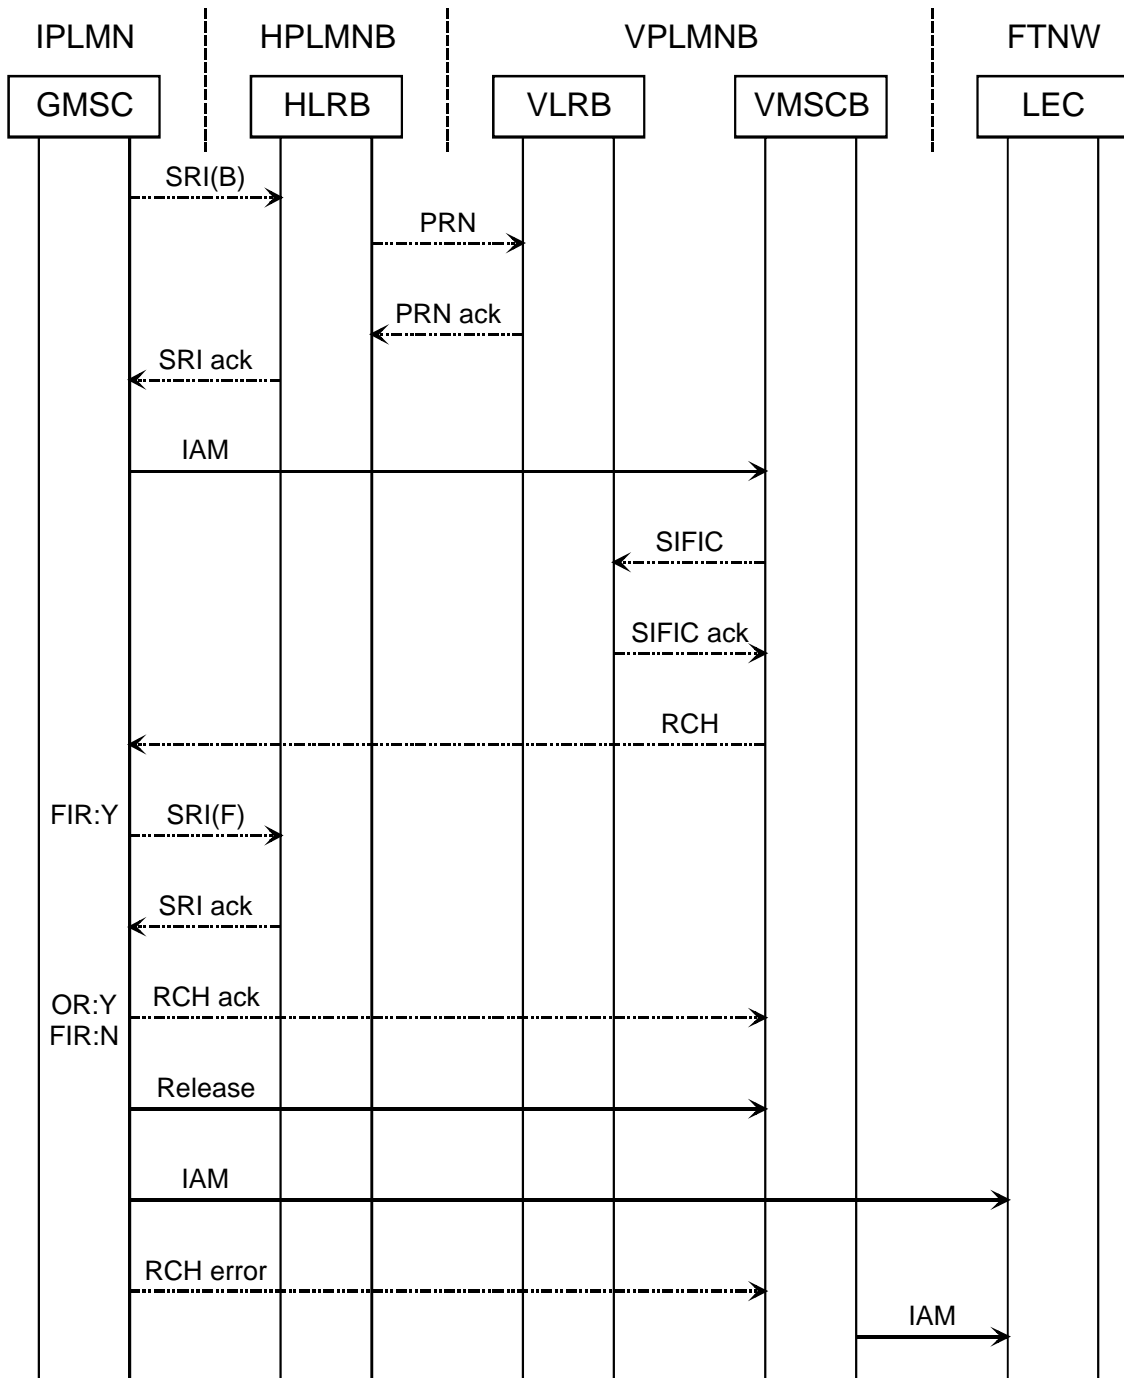 IPLMN HPLMNB VPLMNB FTNW
GMSC HLRB VLRB VMSCB LEC
SRI(B)
PRN
PRN ack
SRI ack
IAM
SIFIC
SIFIC ack
RCH
FIR:Y SRI(F)
SRI ack
OR:Y RCH ack
FIR:N
Release
IAM
RCH error
IAM